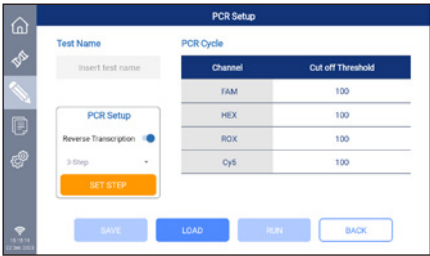 PCR Setup
Test Name
Insert test name
PCR Setup
Reverse Transcription
3-Step
SET STEP
PCR Cycle
Channel Cut off Threshold
FAM 100
HEX 100
ROX 100
Cy5 100
SAVE LOAD RUN BACK